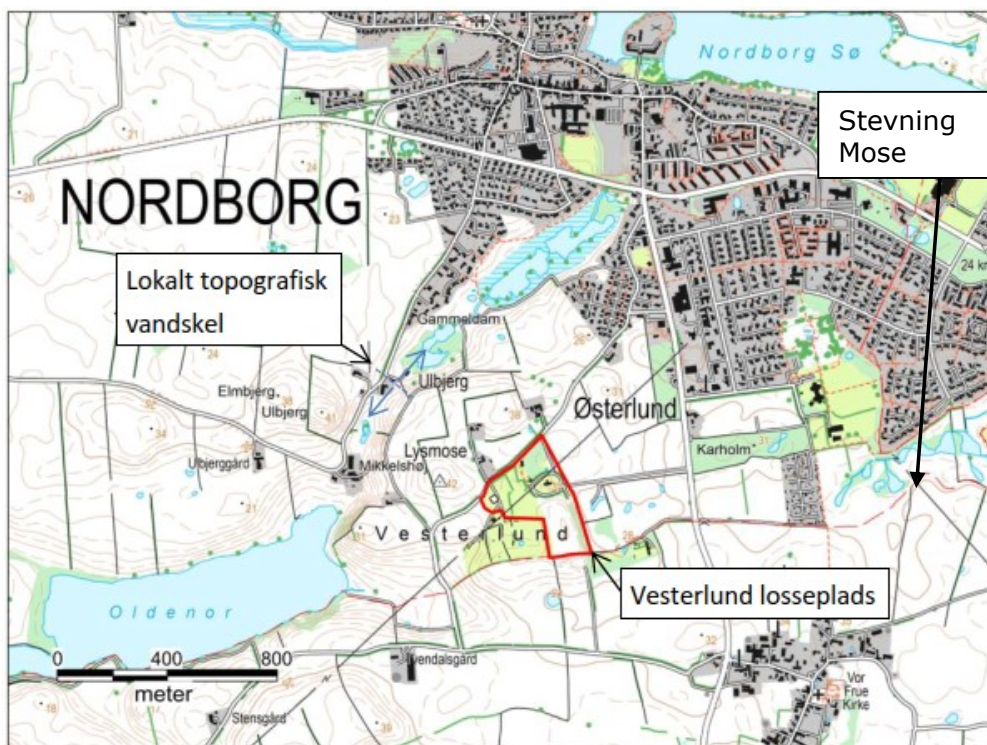 Nordborg Sø
Stevning
Mose
NORDBORG
24 km
Lokalt topografisk
vandskel
Gammeldam
Elmbjerg
Ulbjerg
Ulbjerg
Østerlund
Lysmose
Karholm
Ulbjerggård
Mikkelshøj
Vesterlund
Vesterlund losseplads
Oldenor
0 400 800
meter
Stensgård
Vor
Frue
Kirke